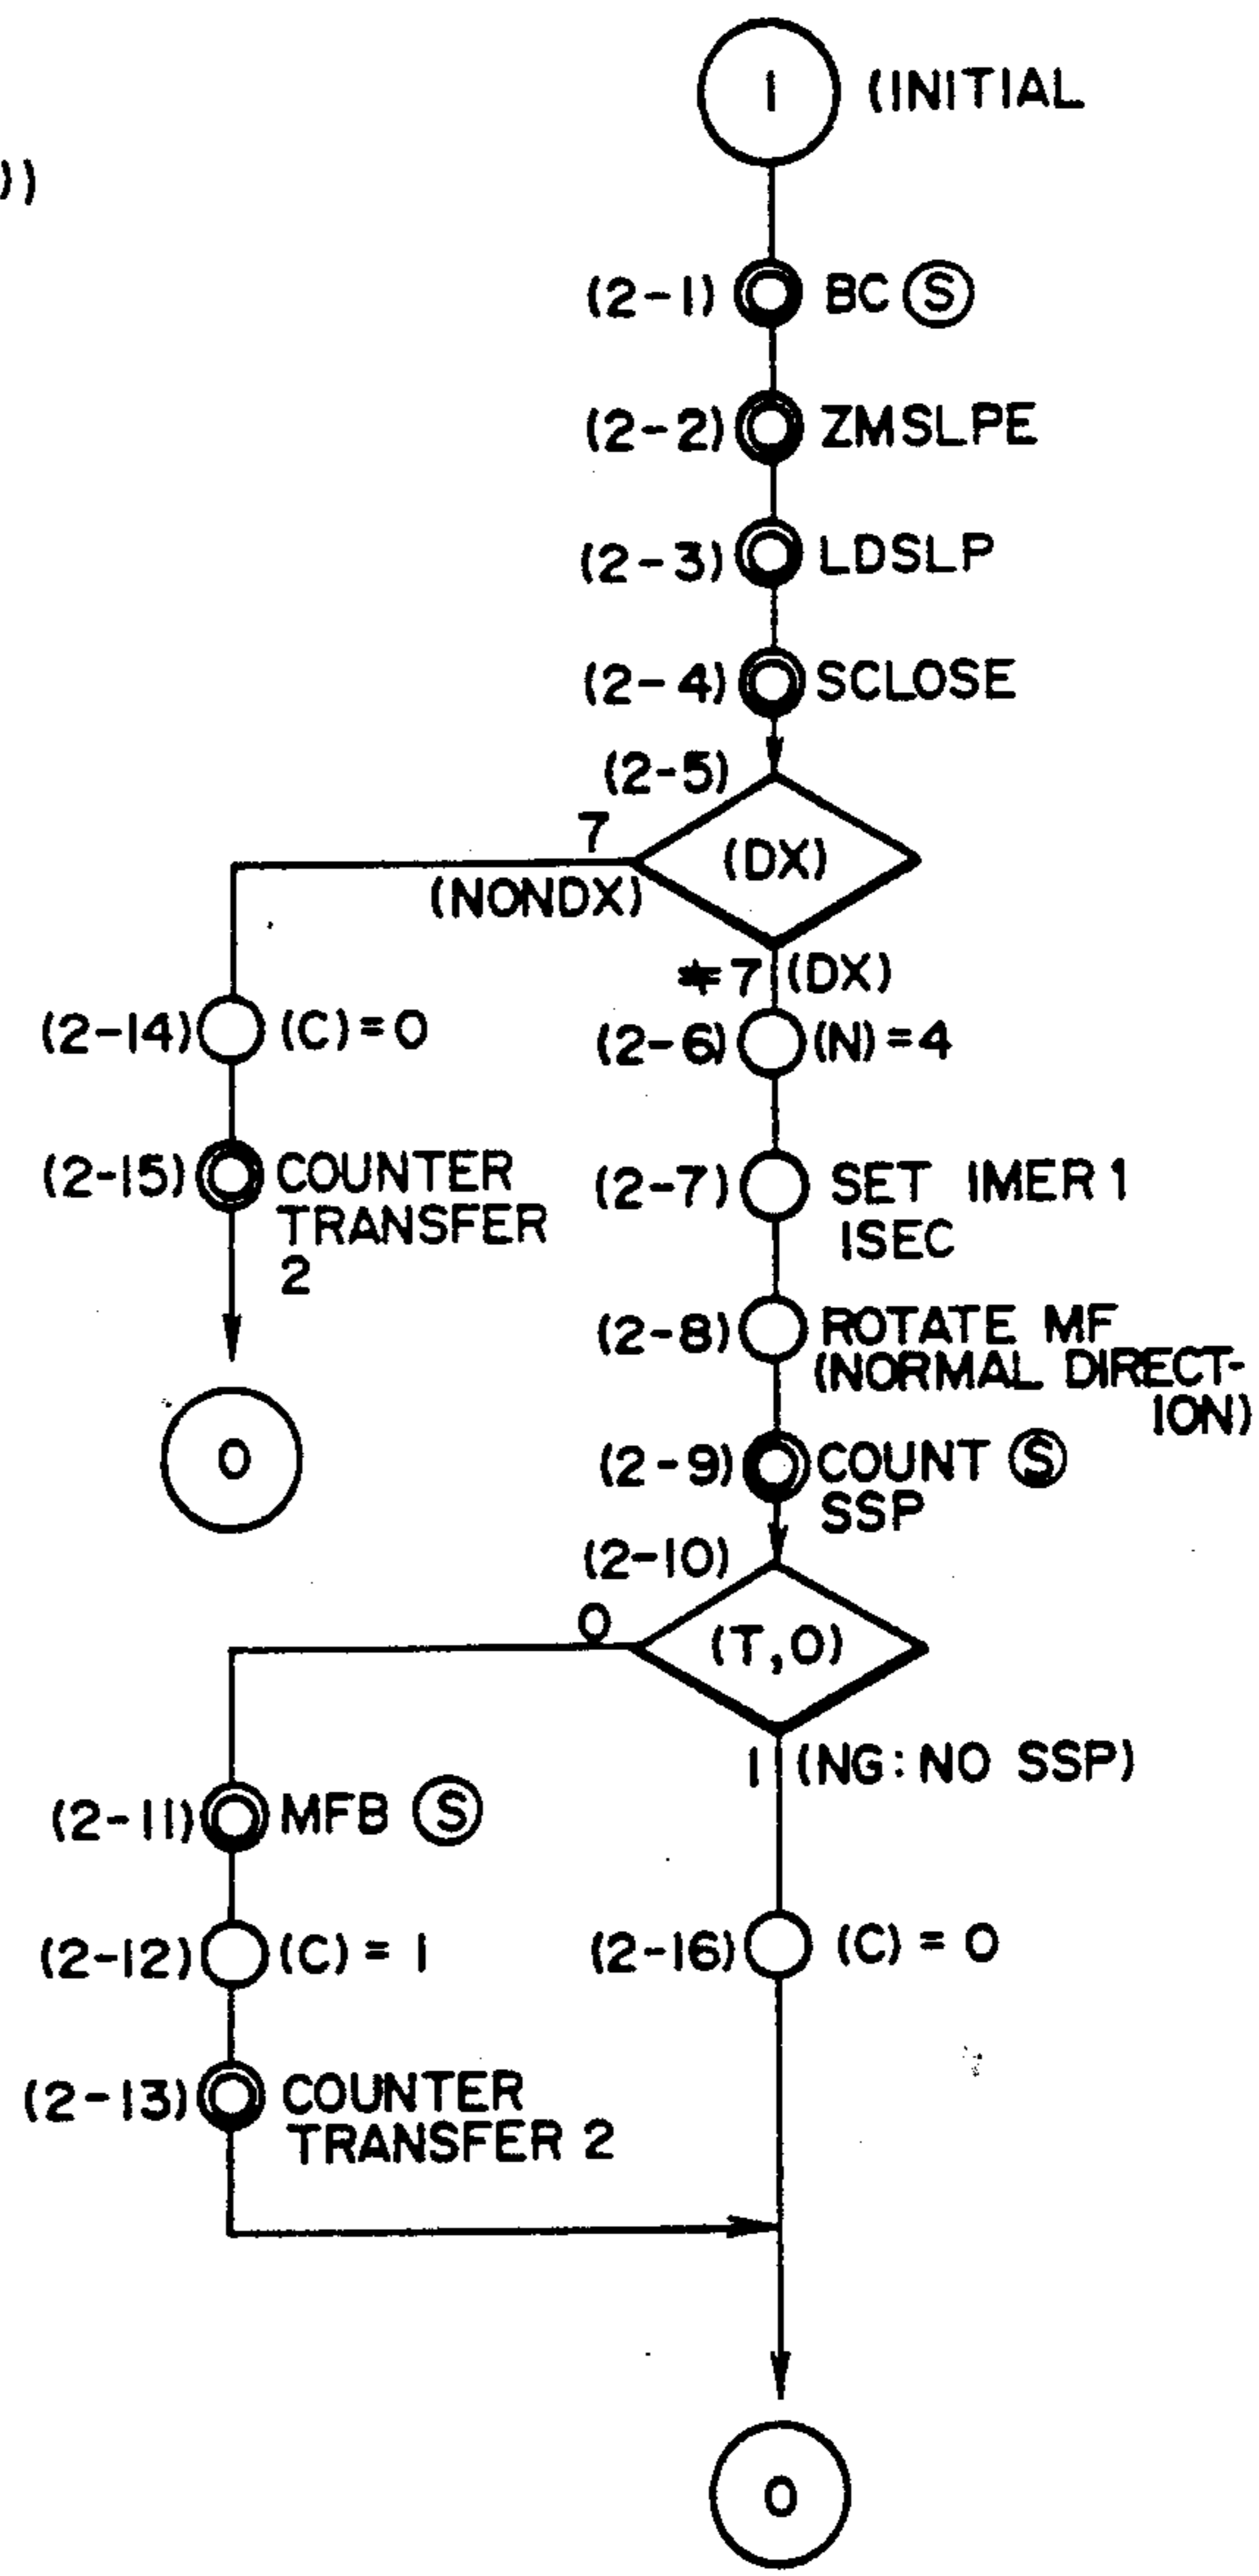 1 (INITIAL
))
(2-1) BC Ⓢ
(2-2) ZMSLPE
(2-3) LDSLP
(2-4) SCLOSE
(2-5)
7
(DX)
(NONDX)
≠7 (DX)
(2-14) (C)=0
(2-6) (N)=4
(2-15) COUNTER
TRANSFER
2
(2-7) SET IMER 1
1SEC
(2-8) ROTATE MF
(NORMAL DIRECT-
ION)
0
(2-9) COUNT Ⓢ
SSP
(2-10)
0
(T,0)
1 (NG: NO SSP)
(2-11) MFB Ⓢ
(2-12) (C) = 1
(2-16) (C) = 0
(2-13) COUNTER
TRANSFER 2
0